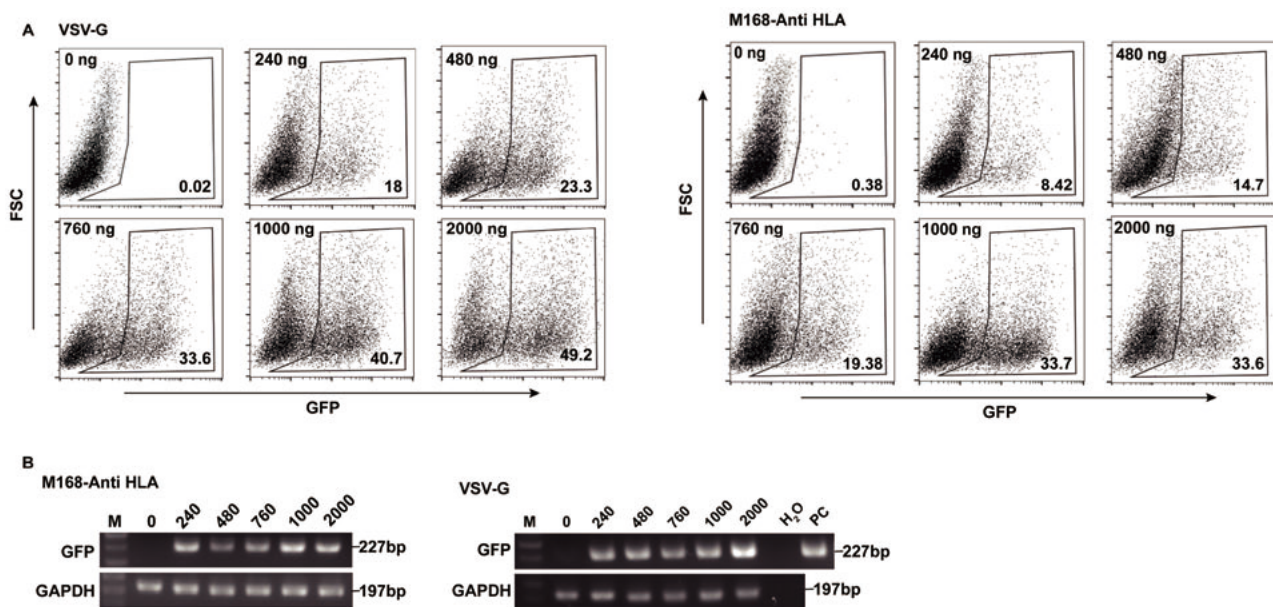 A
VSV-G
M168-Anti HLA
0 ng
240 ng
480 ng
0 ng
240 ng
480 ng
0.02
18
23.3
0.38
8.42
14.7
FSC
FSC
760 ng
1000 ng
2000 ng
760 ng
1000 ng
2000 ng
33.6
40.7
49.2
19.38
33.7
33.6
GFP
GFP
B
M168-Anti HLA
M 0 240 480 760 1000 2000
GFP 227bp
GAPDH 197bp
VSV-G
M 0 240 480 760 1000 2000 H₂O PC
GFP 227bp
GAPDH 197bp